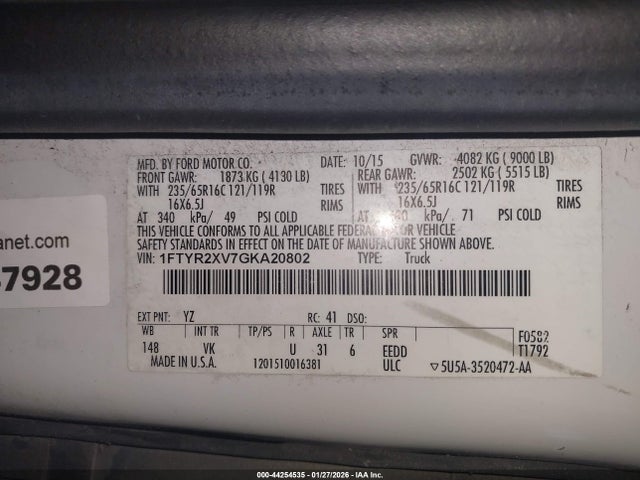 MFD. BY FORD MOTOR CO. DATE: 10/15 GVWR: 4082 KG ( 9000 LB)
FRONT GAWR: 1873 KG ( 4130 LB) REAR GAWR: 2502 KG ( 5515 LB)
WITH 235/65R16C 121/119R TIRES WITH 235/65R16C 121/119R TIRES
16X6.5J RIMS 16X6.5J RIMS
AT 340 kPa/ 49 PSI COLD AT kPa/ 71 PSI COLD
THIS VEHICLE CONFORMS TO ALL APPLICABLE FEDERAL MOTOR VEHICLE
SAFETY STANDARDS IN EFFECT ON THE DATE OF MANUFACTURE SHOWN ABOVE.
VIN: 1FTYR2XV7GKA20802 TYPE: Truck
anet.com
7928
EXT PNT: YZ RC: 41 DSO:
WB INT TR TP/PS R AXLE TR SPR F0582
148 VK U 31 6 EEDD T1792
MADE IN U.S.A. 1201510016381 ULC ▽5U5A-3520472-AA
000-44254535 - 01/27/2026 - IAA Inc.